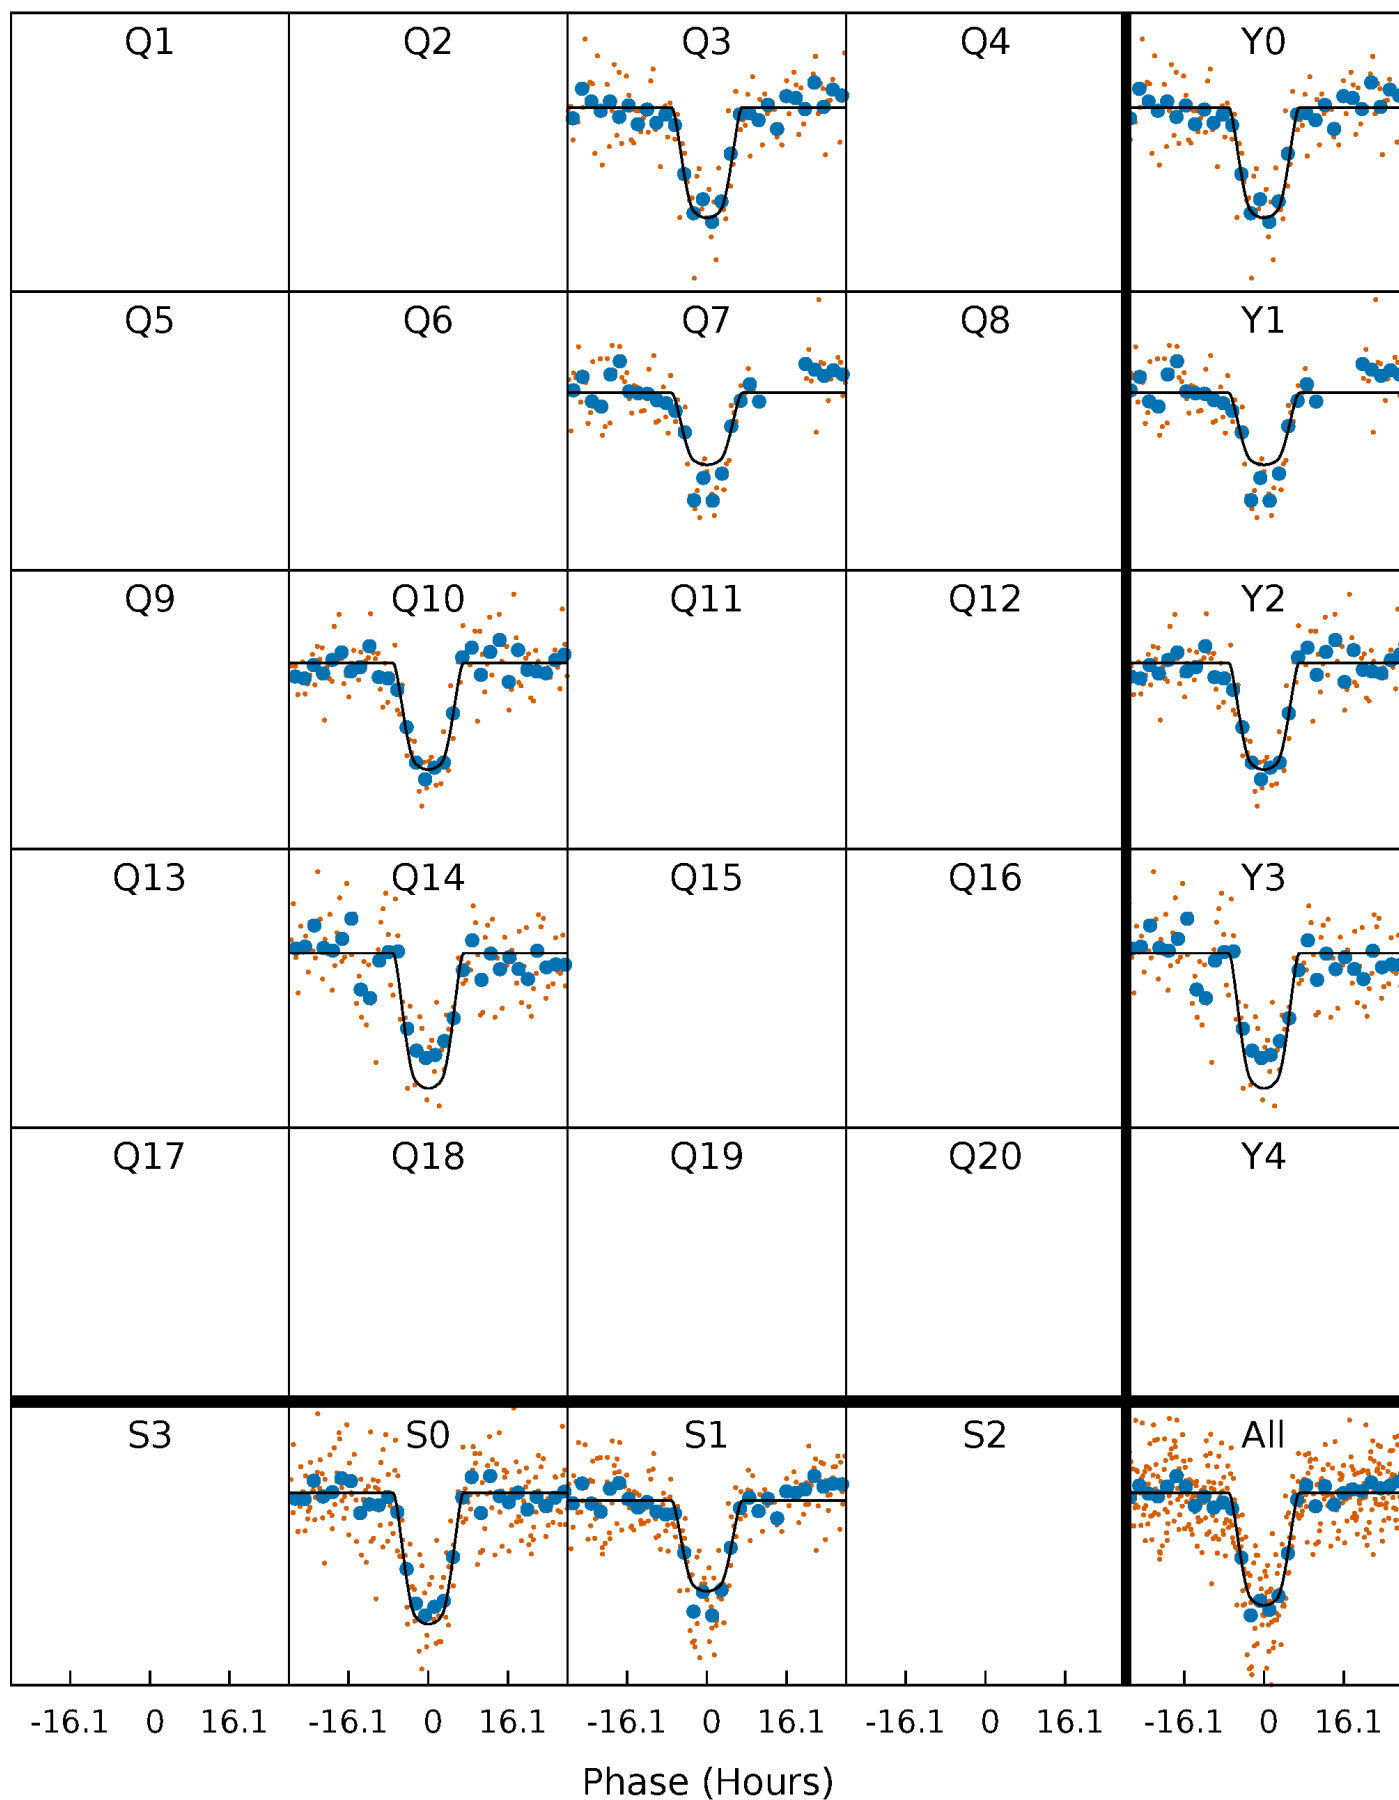 Q1 Q2 Q3 Q4 Y0
Q5 Q6 Q7 Q8 Y1
Q9 Q10 Q11 Q12 Y2
Q13 Q14 Q15 Q16 Y3
Q17 Q18 Q19 Q20 Y4
S3 S0 S1 S2 All
-16.1 0 16.1 -16.1 0 16.1 -16.1 0 16.1 -16.1 0 16.1 -16.1 0 16.1
Phase (Hours)